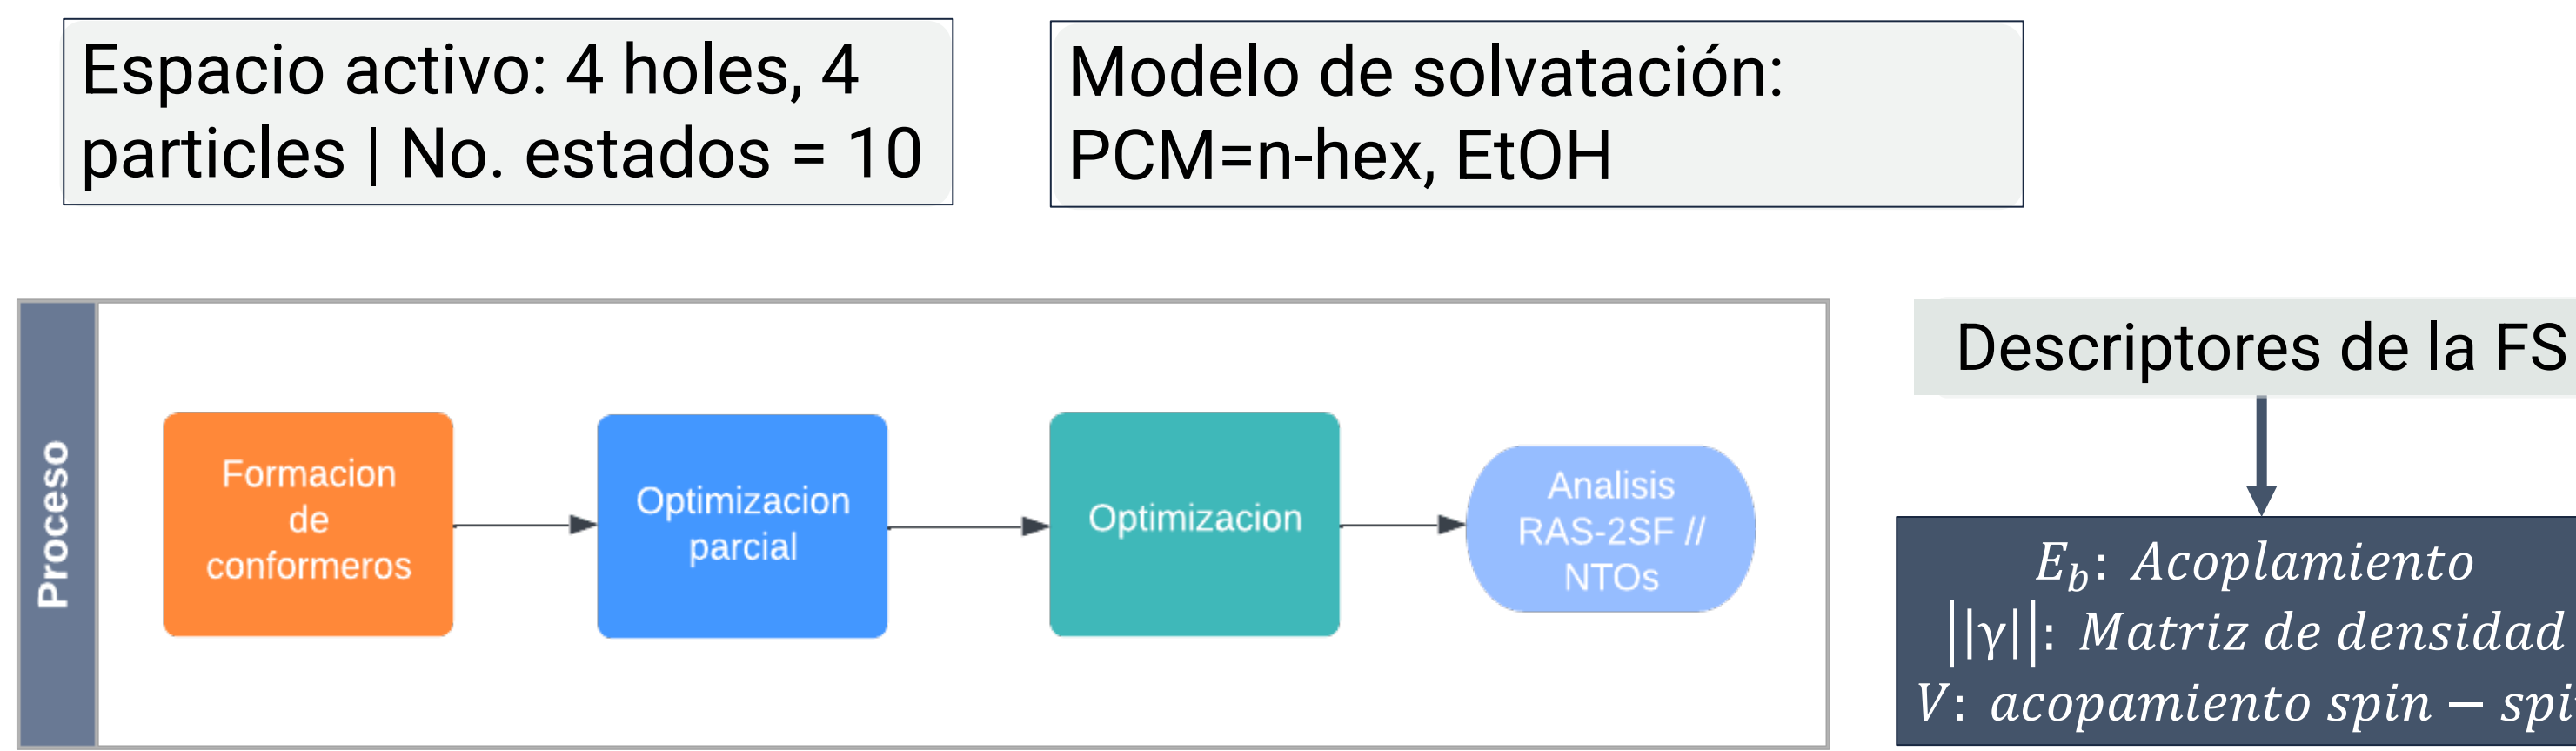 Espacio activo: 4 holes, 4
particles | No. estados = 10
Modelo de solvatación:
PCM=n-hex, EtOH
Proceso
Formacion
de
conformeros
Optimizacion
parcial
Optimizacion
Analisis
RAS-2SF //
NTOs
Descriptores de la FS
E_b: Acoplamiento
||γ||: Matriz de densidad
V: acopamiento spin −